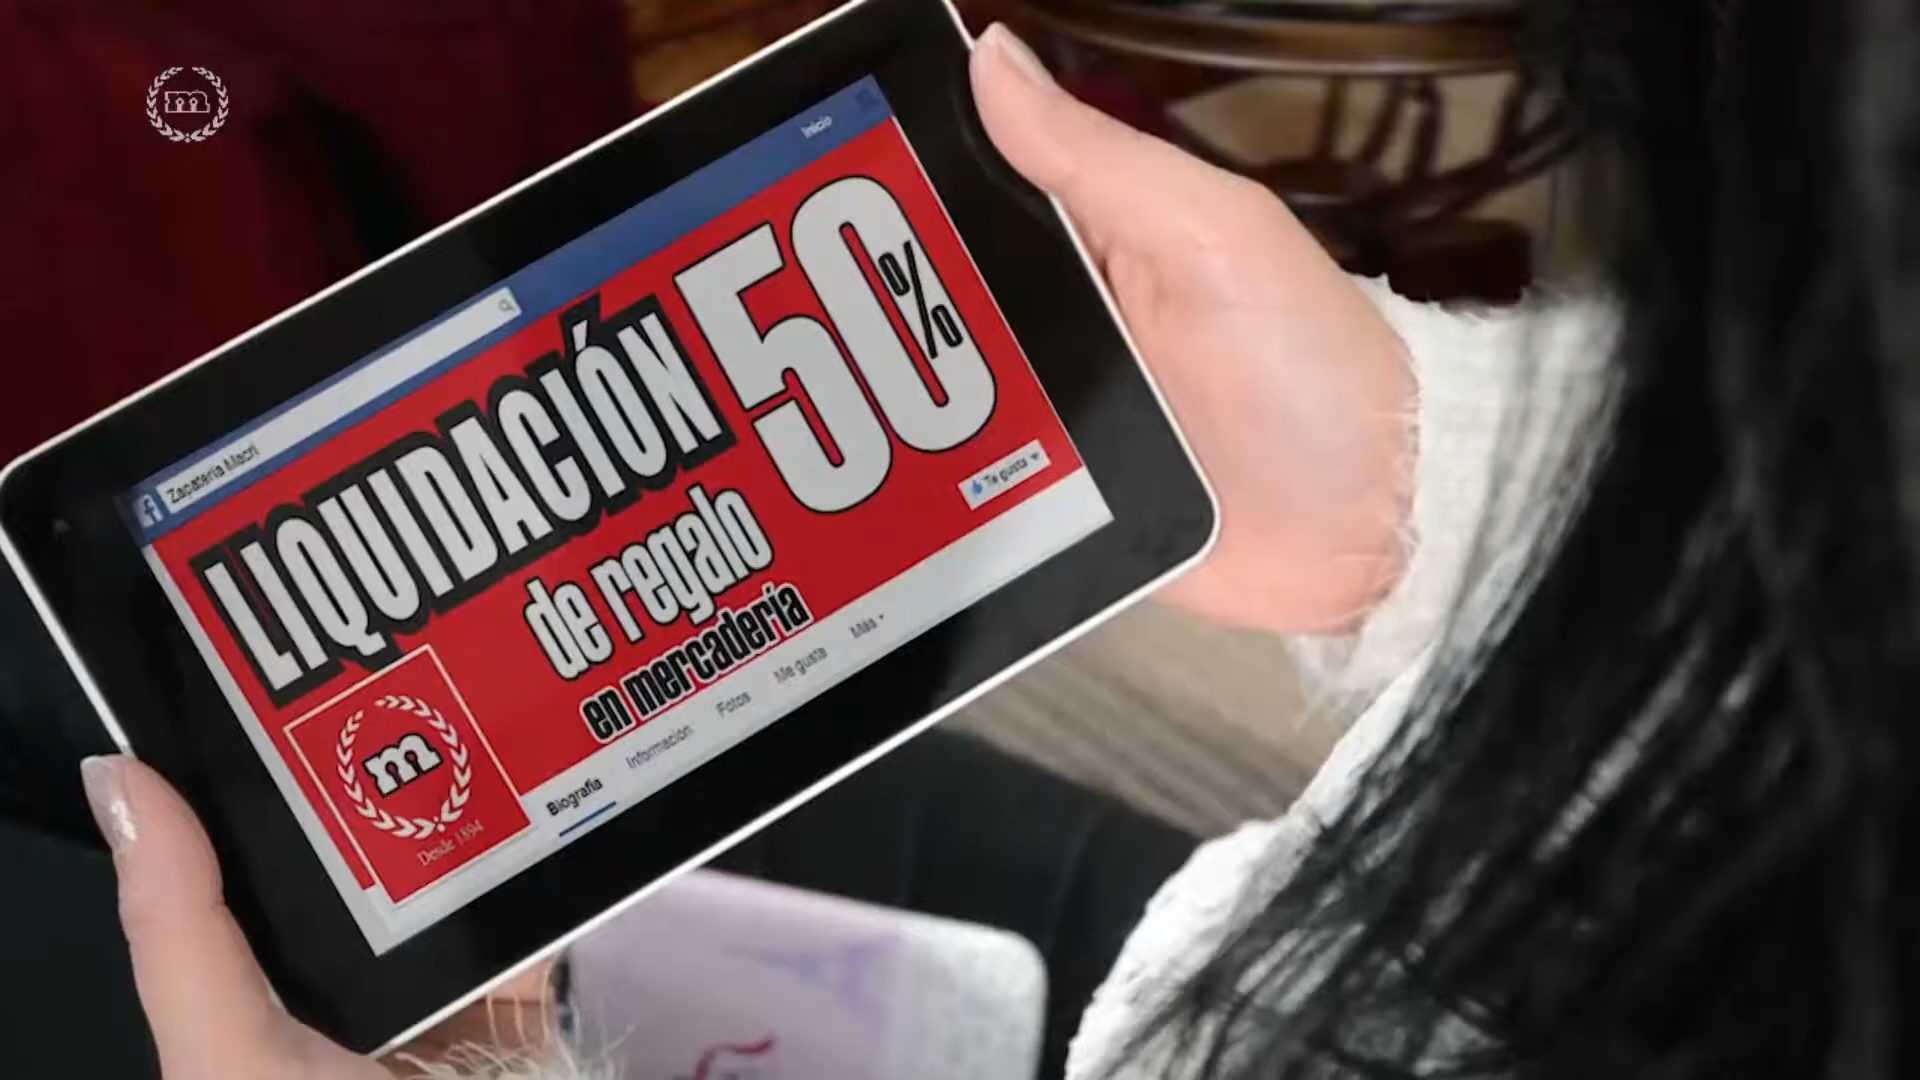 m
Inicio
Zapatería Macri
LIQUIDACIÓN 50%
de regalo
en mercadería
Te gusta
m
Desde 1894
Biografía Información Fotos Me gusta Más